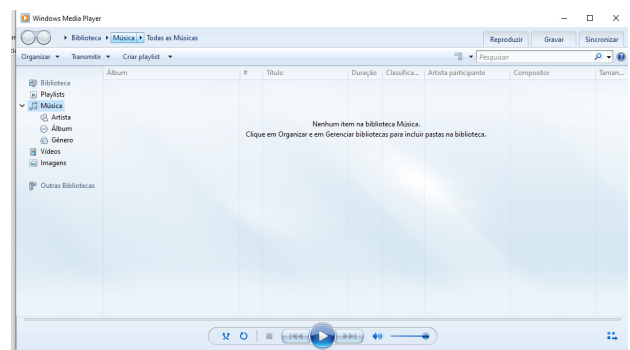 Windows Media Player
Biblioteca Música Todas as Músicas
Reproduzir Gravar Sincronizar
Organizar Transmitir Criar playlist
Pesquisar
Álbum # Título Duração Classifica... Artista participante Compositor Taman...
Biblioteca
Playlists
Música
Artista
Álbum
Gênero
Vídeos
Imagens
Outras Bibliotecas
Nenhum item na biblioteca Música.
Clique em Organizar e em Gerenciar bibliotecas para incluir pastas na biblioteca.